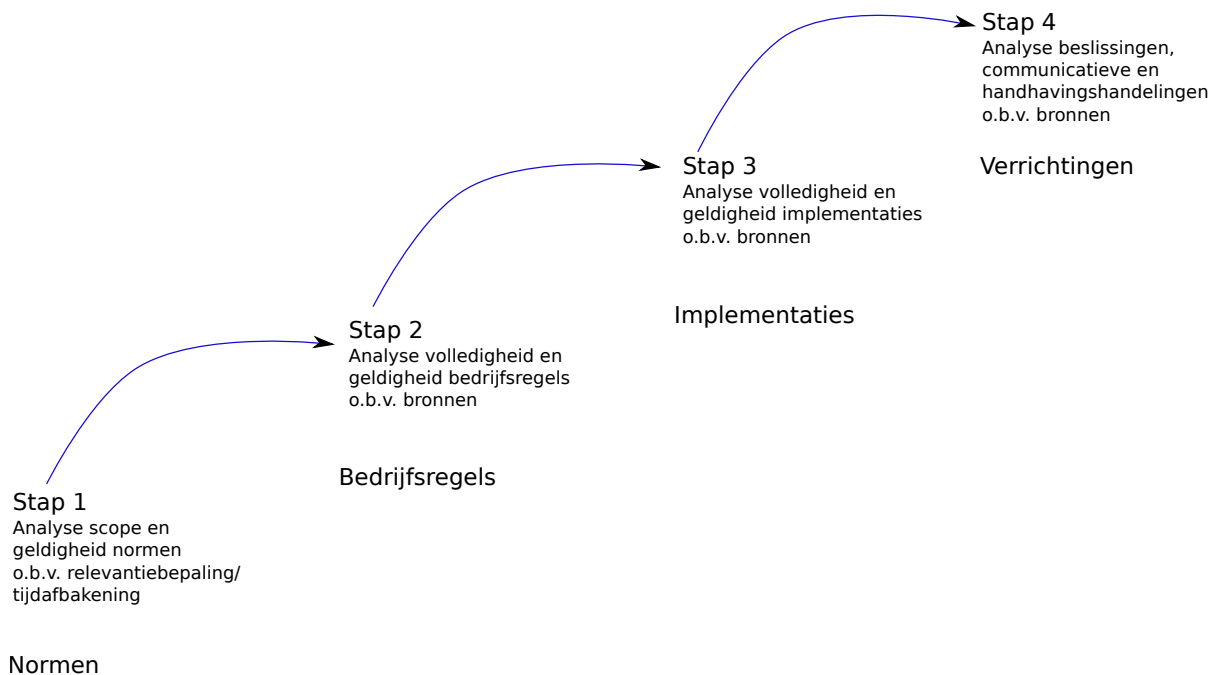 Stap 1
Analyse scope en
geldigheid normen
o.b.v. relevantiebepaling/
tijdafbakening
Normen
Stap 2
Analyse volledigheid en
geldigheid bedrijfsregels
o.b.v. bronnen
Bedrijfsregels
Stap 3
Analyse volledigheid en
geldigheid implementaties
o.b.v. bronnen
Implementaties
Stap 4
Analyse beslissingen,
communicatieve en
handhavingshandelingen
o.b.v. bronnen
Verrichtingen